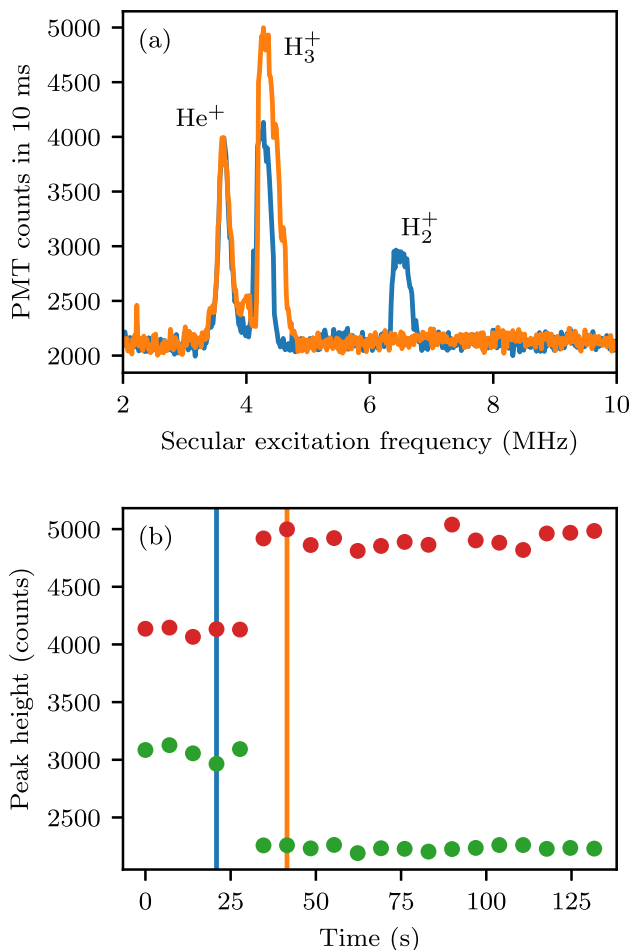 (a)
H₃⁺
He⁺
H₂⁺
PMT counts in 10 ms
5000
4500
4000
3500
3000
2500
2000
2 4 6 8 10
Secular excitation frequency (MHz)
(b)
Peak height (counts)
5000
4500
4000
3500
3000
2500
0 25 50 75 100 125
Time (s)